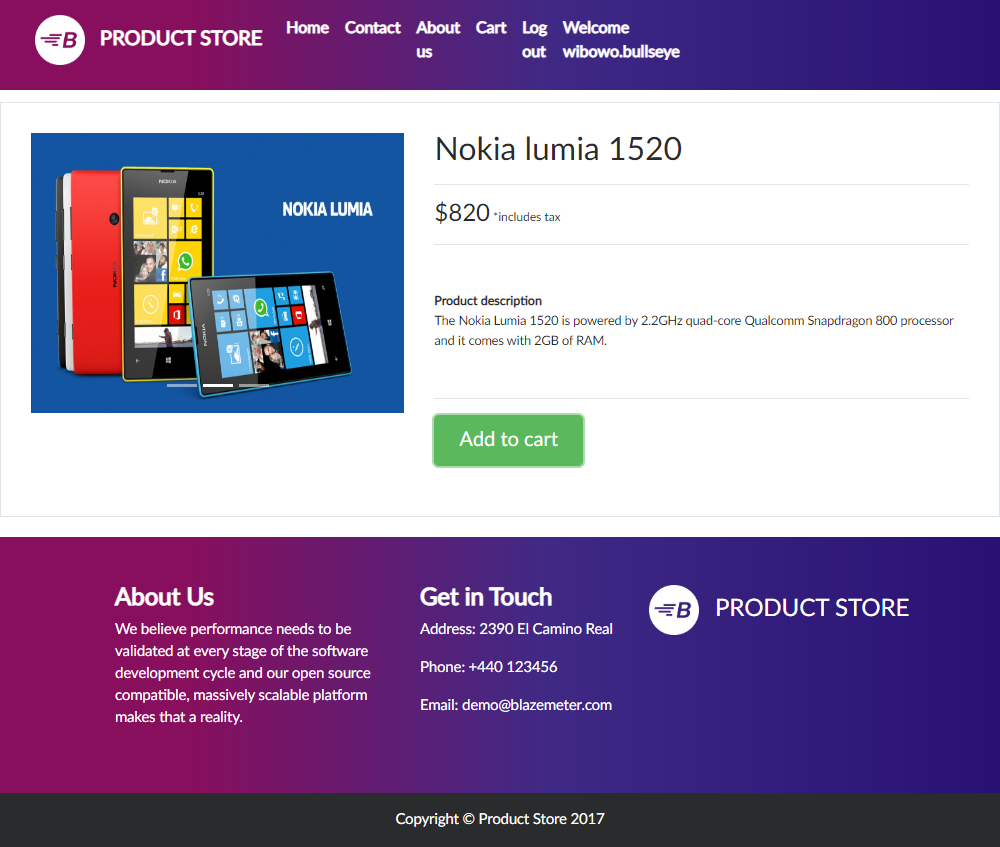 B PRODUCT STORE Home Contact About us Cart Log out Welcome wibowo.bullseye
NOKIA
NOKIA LUMIA
NOKIA
NOKIA
Nokia lumia 1520
$820 *includes tax
Product description
The Nokia Lumia 1520 is powered by 2.2GHz quad-core Qualcomm Snapdragon 800 processor
and it comes with 2GB of RAM.
Add to cart
About Us
We believe performance needs to be
validated at every stage of the software
development cycle and our open source
compatible, massively scalable platform
makes that a reality.
Get in Touch
Address: 2390 El Camino Real
Phone: +440 123456
Email: demo@blazemeter.com
B PRODUCT STORE
Copyright © Product Store 2017